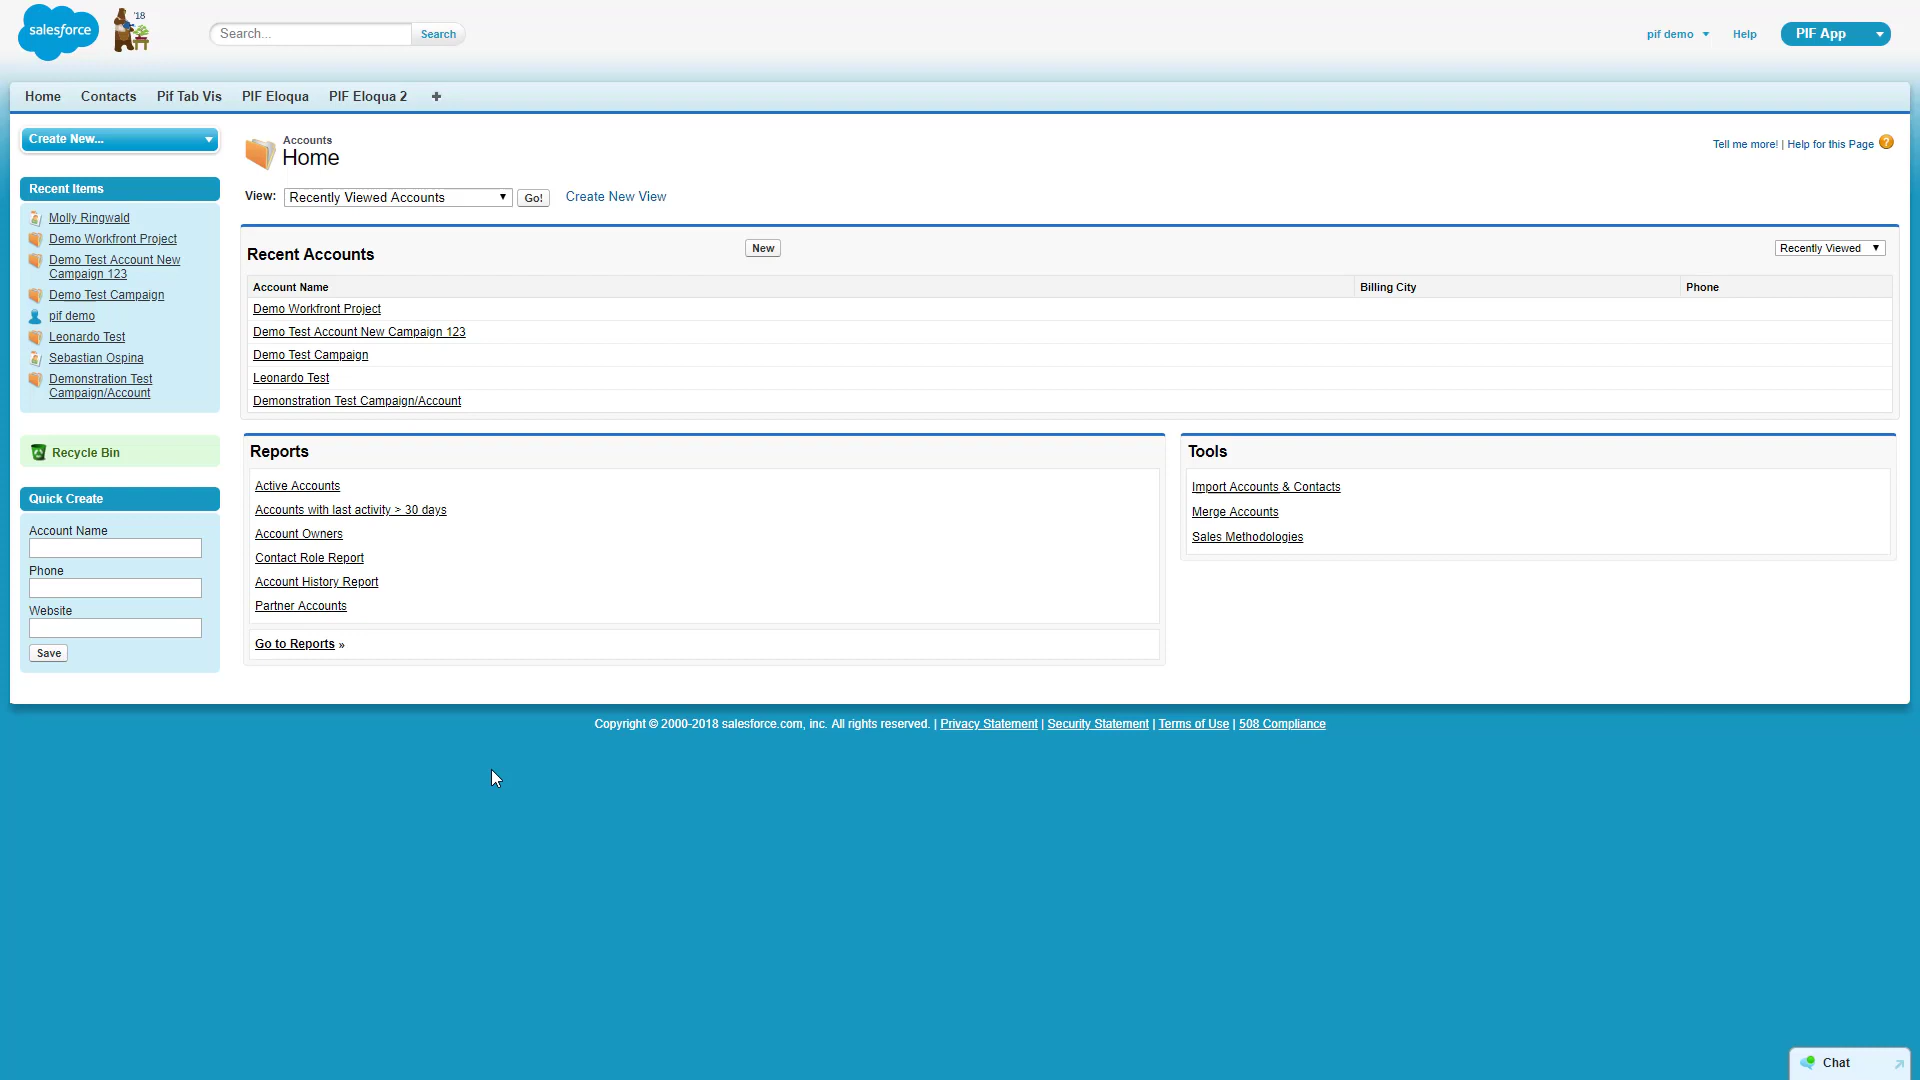 salesforce
'18
Search...
Search
pif demo
Help
PIF App
Home
Contacts
Pif Tab Vis
PIF Eloqua
PIF Eloqua 2
Create New...
Recent Items
Molly Ringwald
Demo Workfront Project
Demo Test Account New
Campaign 123
Demo Test Campaign
pif demo
Leonardo Test
Sebastian Ospina
Demonstration Test
Campaign/Account
Recycle Bin
Quick Create
Account Name
Phone
Website
Save
Accounts
Home
Tell me more! | Help for this Page ?
View: Recently Viewed Accounts Go! Create New View
Recent Accounts
New
Recently Viewed
Account Name Billing City Phone
Demo Workfront Project
Demo Test Account New Campaign 123
Demo Test Campaign
Leonardo Test
Demonstration Test Campaign/Account
Reports
Active Accounts
Accounts with last activity > 30 days
Account Owners
Contact Role Report
Account History Report
Partner Accounts
Go to Reports »
Tools
Import Accounts & Contacts
Merge Accounts
Sales Methodologies
Copyright © 2000-2018 salesforce.com, inc. All rights reserved. | Privacy Statement | Security Statement | Terms of Use | 508 Compliance
Chat